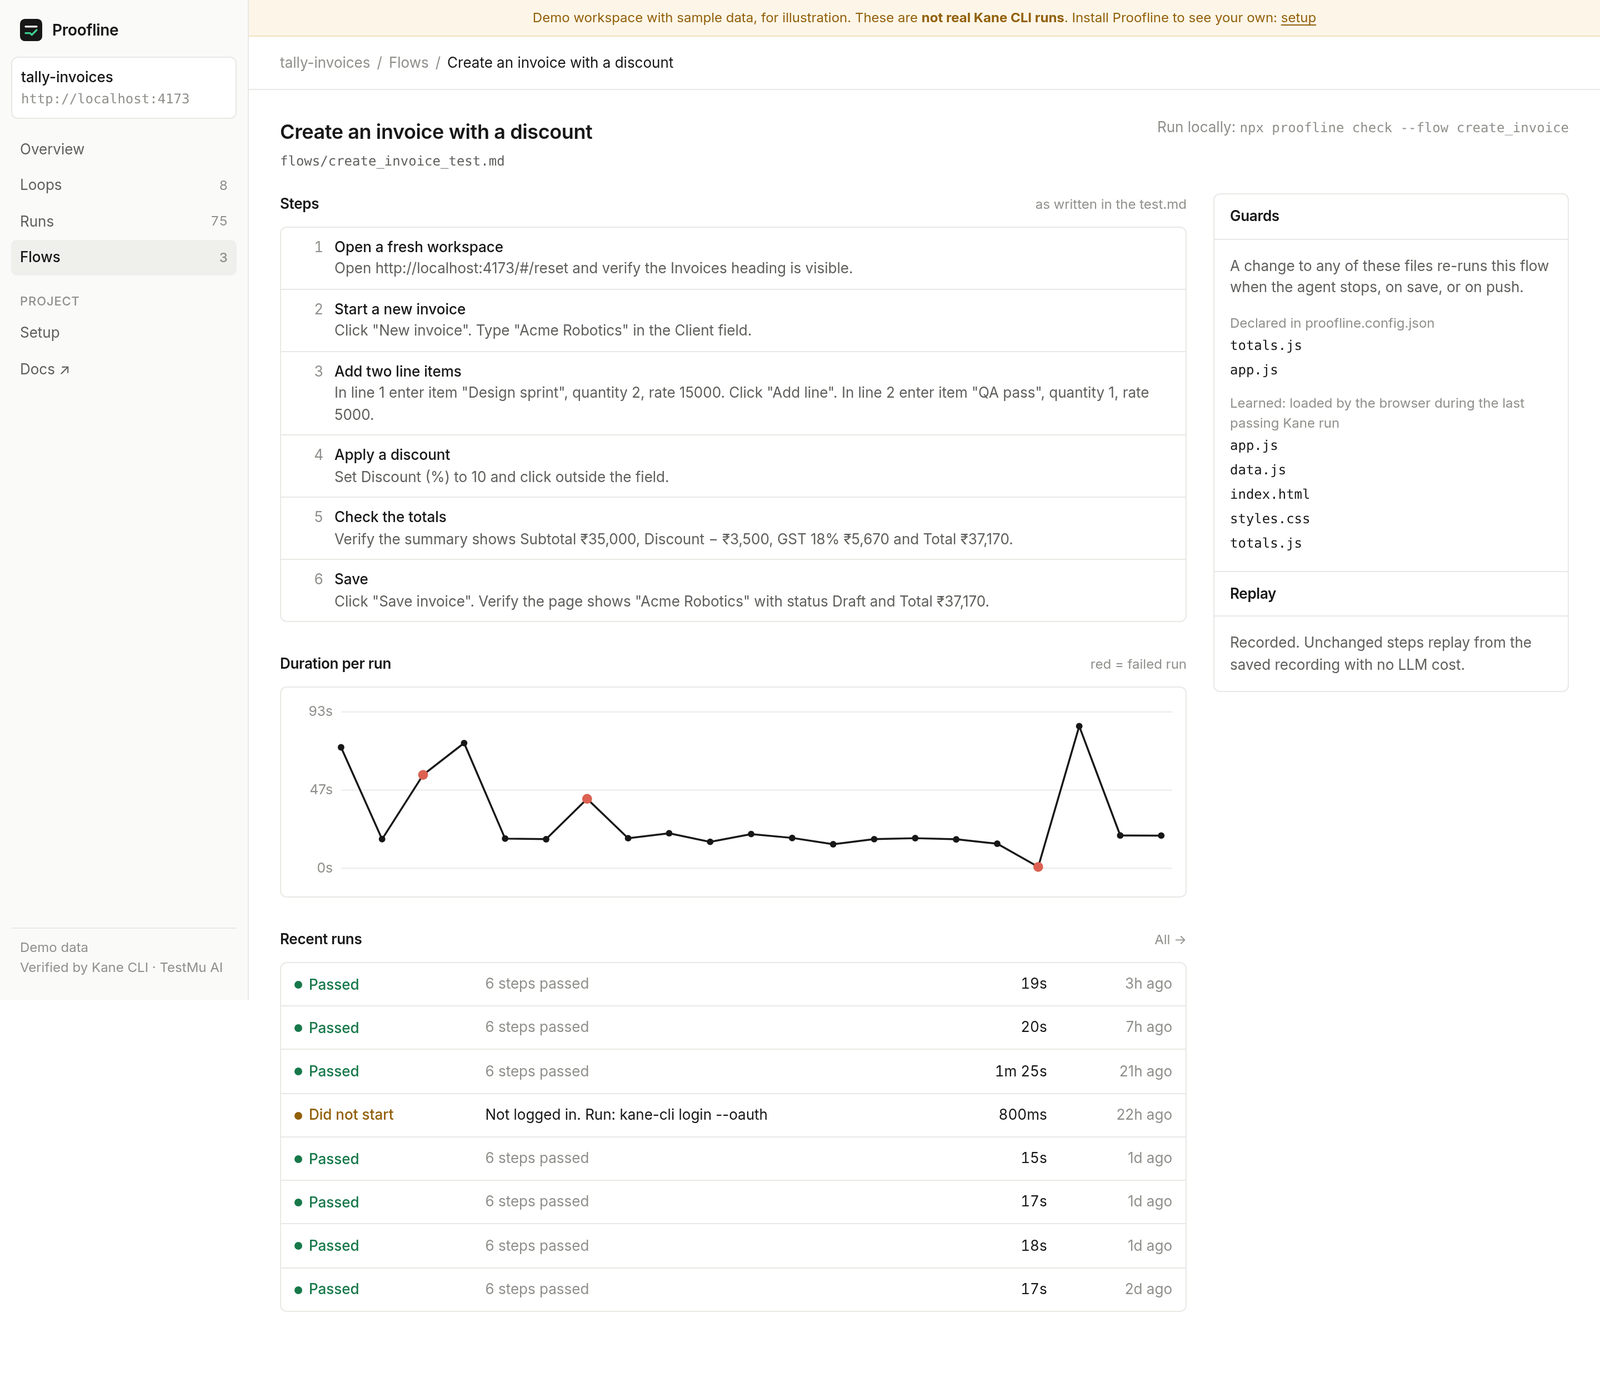 Proofline
tally-invoices
http://localhost:4173
Overview
Loops 8
Runs 75
Flows 3
PROJECT
Setup
Docs ↗
Demo data
Verified by Kane CLI · TestMu AI
Demo workspace with sample data, for illustration. These are not real Kane CLI runs. Install Proofline to see your own: setup
tally-invoices / Flows / Create an invoice with a discount
Create an invoice with a discount
flows/create_invoice_test.md
Run locally: npx proofline check --flow create_invoice
Steps
as written in the test.md
1 Open a fresh workspace
Open http://localhost:4173/#/reset and verify the Invoices heading is visible.
2 Start a new invoice
Click "New invoice". Type "Acme Robotics" in the Client field.
3 Add two line items
In line 1 enter item "Design sprint", quantity 2, rate 15000. Click "Add line". In line 2 enter item "QA pass", quantity 1, rate
5000.
4 Apply a discount
Set Discount (%) to 10 and click outside the field.
5 Check the totals
Verify the summary shows Subtotal ₹35,000, Discount − ₹3,500, GST 18% ₹5,670 and Total ₹37,170.
6 Save
Click "Save invoice". Verify the page shows "Acme Robotics" with status Draft and Total ₹37,170.
Duration per run
red = failed run
93s
47s
0s
Recent runs
All →
Passed 6 steps passed 19s 3h ago
Passed 6 steps passed 20s 7h ago
Passed 6 steps passed 1m 25s 21h ago
Did not start Not logged in. Run: kane-cli login --oauth 800ms 22h ago
Passed 6 steps passed 15s 1d ago
Passed 6 steps passed 17s 1d ago
Passed 6 steps passed 18s 1d ago
Passed 6 steps passed 17s 2d ago
Guards
A change to any of these files re-runs this flow
when the agent stops, on save, or on push.
Declared in proofline.config.json
totals.js
app.js
Learned: loaded by the browser during the last
passing Kane run
app.js
data.js
index.html
styles.css
totals.js
Replay
Recorded. Unchanged steps replay from the
saved recording with no LLM cost.